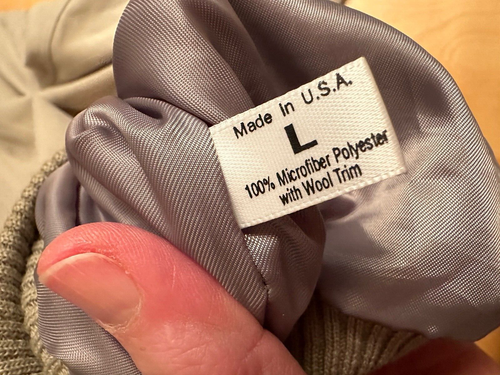 Made In U.S.A.
L
100% Microfiber Polyester
with Wool Trim